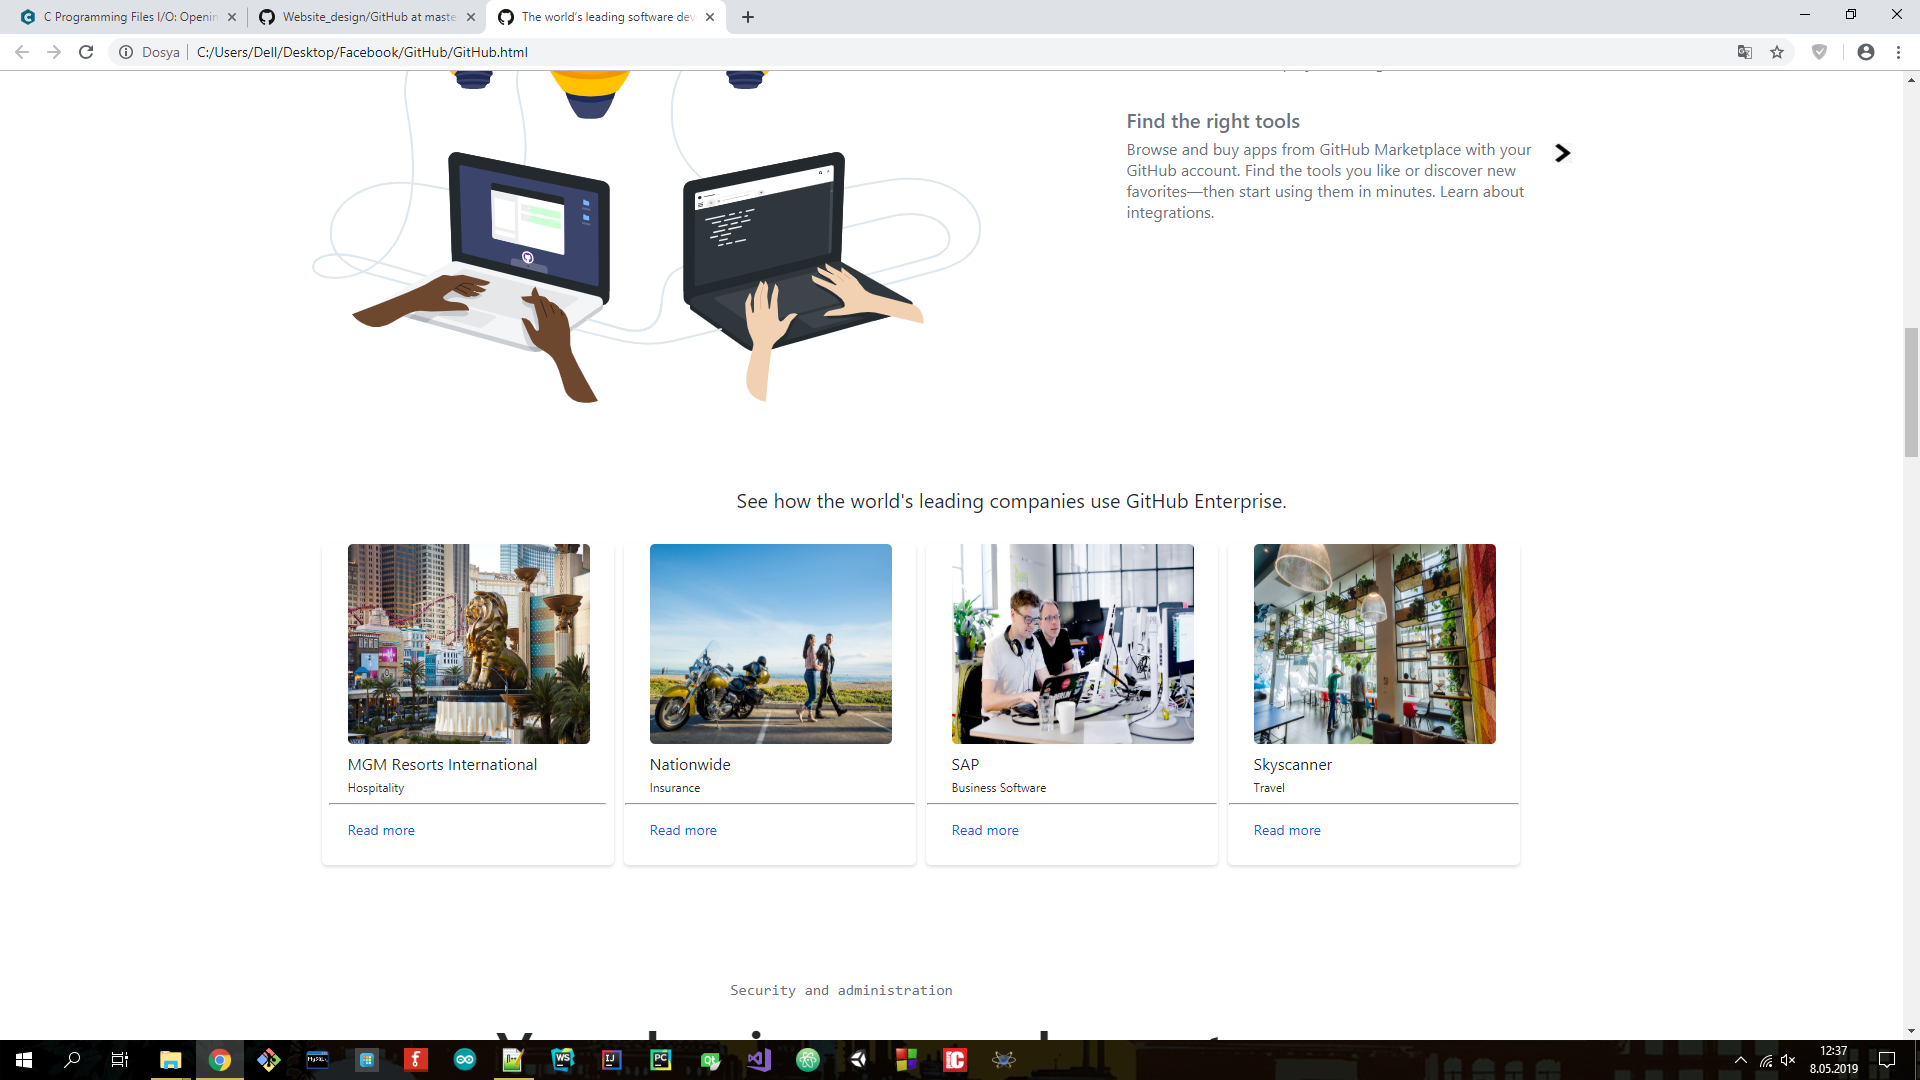 C Programming Files I/O: Openin
Website_design/GitHub at maste
The world's leading software dev
Dosya
C:/Users/Dell/Desktop/Facebook/GitHub/GitHub.html
Find the right tools
Browse and buy apps from GitHub Marketplace with your
GitHub account. Find the tools you like or discover new
favorites—then start using them in minutes. Learn about
integrations.
See how the world's leading companies use GitHub Enterprise.
MGM Resorts International
Hospitality
Read more
Nationwide
Insurance
Read more
SAP
Business Software
Read more
Skyscanner
Travel
Read more
Security and administration
12:37
8.05.2019